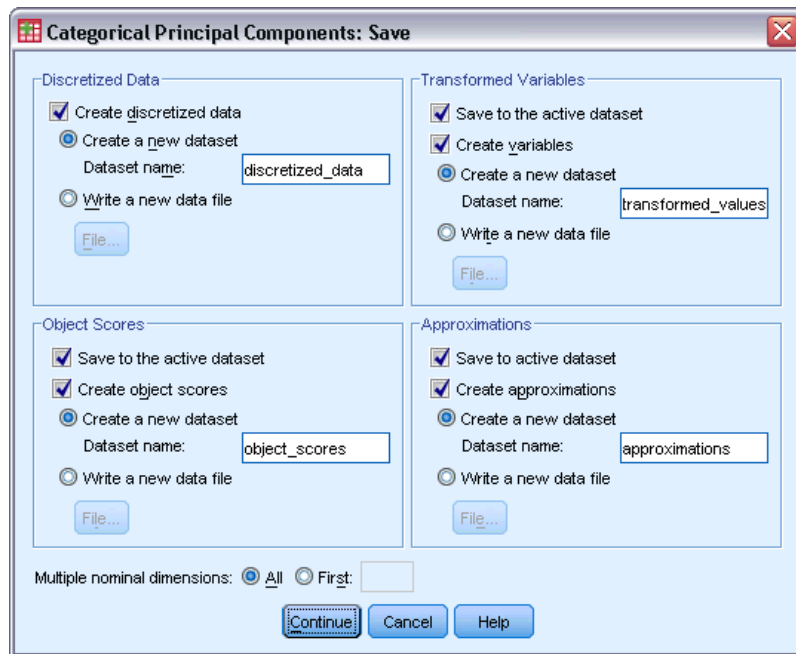 Categorical Principal Components: Save
Discretized Data
Create discretized data
Create a new dataset
Dataset name: discretized_data
Write a new data file
File...
Transformed Variables
Save to the active dataset
Create variables
Create a new dataset
Dataset name: transformed_values
Write a new data file
File...
Object Scores
Save to the active dataset
Create object scores
Create a new dataset
Dataset name: object_scores
Write a new data file
File...
Approximations
Save to active dataset
Create approximations
Create a new dataset
Dataset name: approximations
Write a new data file
File...
Multiple nominal dimensions: All First:
Continue Cancel Help